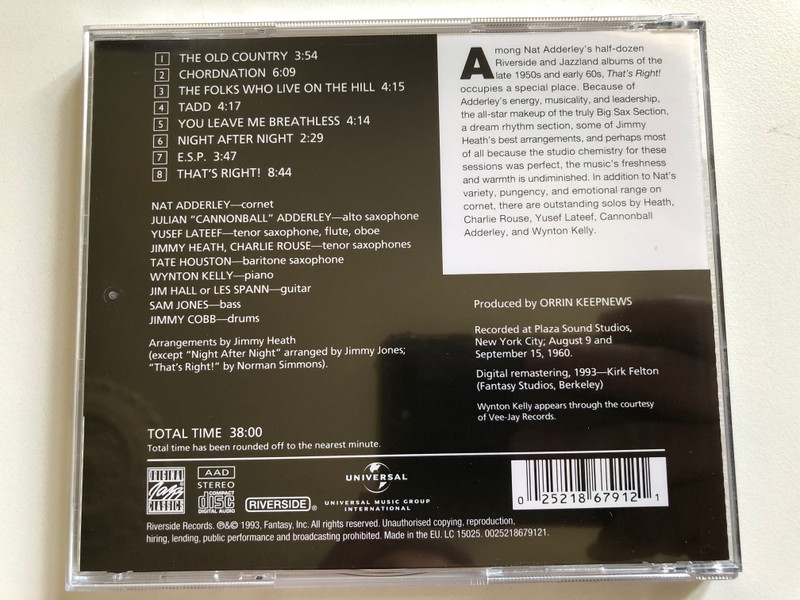 1 THE OLD COUNTRY 3:54
2 CHORDNATION 6:09
3 THE FOLKS WHO LIVE ON THE HILL 4:15
4 TADD 4:17
5 YOU LEAVE ME BREATHLESS 4:14
6 NIGHT AFTER NIGHT 2:29
7 E.S.P. 3:47
8 THAT'S RIGHT! 8:44
NAT ADDERLEY—cornet
JULIAN "CANNONBALL" ADDERLEY—alto saxophone
YUSEF LATEEF—tenor saxophone, flute, oboe
JIMMY HEATH, CHARLIE ROUSE—tenor saxophones
TATE HOUSTON—baritone saxophone
WYNTON KELLY—piano
JIM HALL or LES SPANN—guitar
SAM JONES—bass
JIMMY COBB—drums
Arrangements by Jimmy Heath
(except "Night After Night" arranged by Jimmy Jones;
"That's Right!" by Norman Simmons).
TOTAL TIME 38:00
Total time has been rounded off to the nearest minute.
Among Nat Adderley's half-dozen
Riverside and Jazzland albums of the
late 1950s and early 60s, That's Right!
occupies a special place. Because of
Adderley's energy, musicality, and leadership,
the all-star makeup of the truly Big Sax Section,
a dream rhythm section, some of Jimmy
Heath's best arrangements, and perhaps most
of all because the studio chemistry for these
sessions was perfect, the music's freshness
and warmth is undiminished. In addition to Nat's
variety, pungency, and emotional range on
cornet, there are outstanding solos by Heath,
Charlie Rouse, Yusef Lateef, Cannonball
Adderley, and Wynton Kelly.
Produced by ORRIN KEEPNEWS
Recorded at Plaza Sound Studios,
New York City; August 9 and
September 15, 1960.
Digital remastering, 1993—Kirk Felton
(Fantasy Studios, Berkeley)
Wynton Kelly appears through the courtesy
of Vee-Jay Records.
ORIGINAL
Jazz
CLASSICS
AAD
STEREO
COMPACT
disc
DIGITAL AUDIO
RIVERSIDE®
UNIVERSAL
UNIVERSAL MUSIC GROUP
INTERNATIONAL
0 25218 67912 1
Riverside Records. ℗&© 1993, Fantasy, Inc. All rights reserved. Unauthorised copying, reproduction,
hiring, lending, public performance and broadcasting prohibited. Made in the EU. LC 15025. 0025218679121.